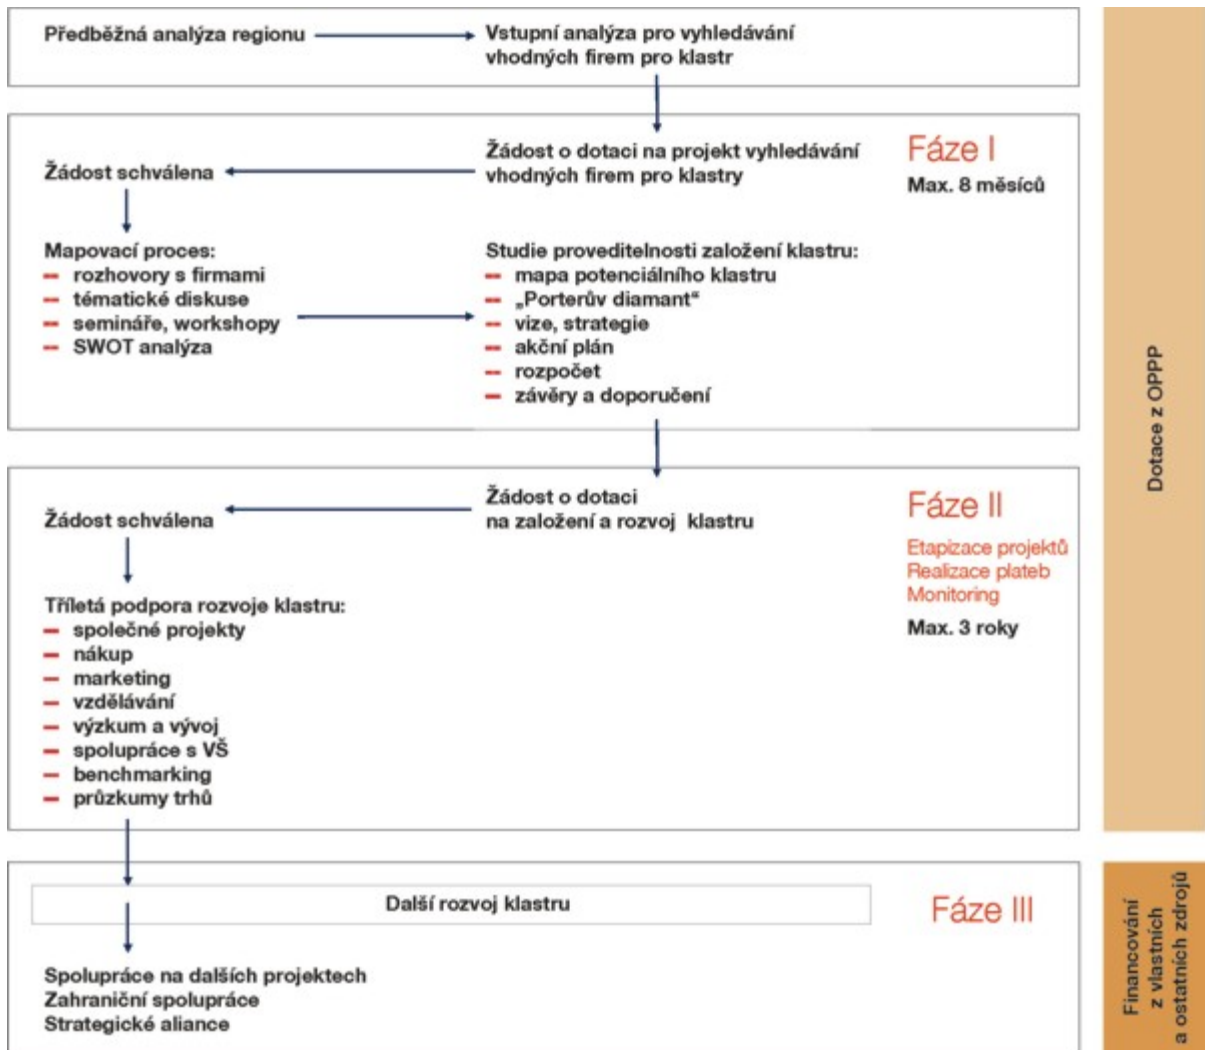 Předběžná analýza regionu
Vstupní analýza pro vyhledávání
vhodných firem pro klastr
Fáze I
Max. 8 měsíců
Žádost o dotaci na projekt vyhledávání
vhodných firem pro klastry
Žádost schválena
Mapovací proces:
rozhovory s firmami
tématické diskuse
semináře, workshopy
SWOT analýza
Studie proveditelnosti založení klastru:
mapa potenciálního klastru
„Porterův diamant“
vize, strategie
akční plán
rozpočet
závěry a doporučení
Fáze II
Etapizace projektů
Realizace plateb
Monitoring
Max. 3 roky
Žádost o dotaci
na založení a rozvoj klastru
Žádost schválena
Tříletá podpora rozvoje klastru:
společné projekty
nákup
marketing
vzdělávání
výzkum a vývoj
spolupráce s VŠ
benchmarking
průzkumy trhů
Dotace z OPPP
Další rozvoj klastru
Fáze III
Spolupráce na dalších projektech
Zahraniční spolupráce
Strategické aliance
Financování
z vlastních
a ostatních zdrojů